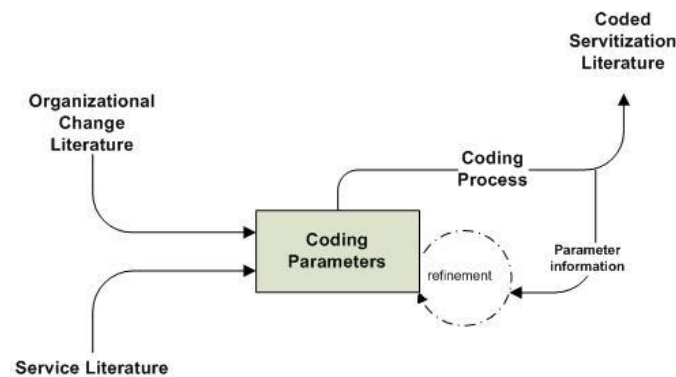 Coded
Servitization
Literature
Organizational
Change
Literature
Coding
Process
Coding
Parameters
Parameter
information
refinement
Service Literature